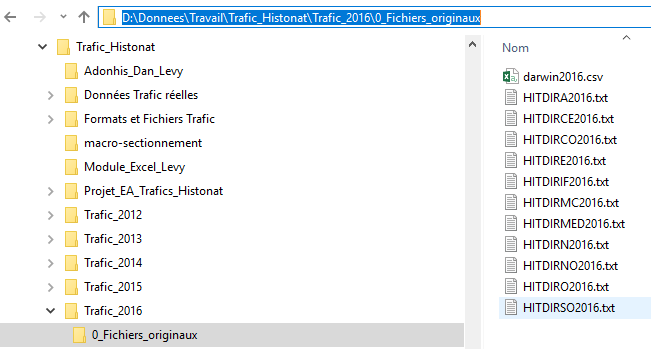 D:\Donnees\Travail\Trafic_Histonat\Trafic_2016\0_Fichiers_originaux
Trafic_Histonat
Adonhis_Dan_Levy
Données Trafic réelles
Formats et Fichiers Trafic
macro-sectionnement
Module_Excel_Levy
Projet_EA_Trafics_Histonat
Trafic_2012
Trafic_2013
Trafic_2014
Trafic_2015
Trafic_2016
0_Fichiers_originaux
Nom
darwin2016.csv
HITDIRA2016.txt
HITDIRCE2016.txt
HITDIRCO2016.txt
HITDIRE2016.txt
HITDIRIF2016.txt
HITDIRMC2016.txt
HITDIRMED2016.txt
HITDIRN2016.txt
HITDIRNO2016.txt
HITDIRO2016.txt
HITDIRSO2016.txt